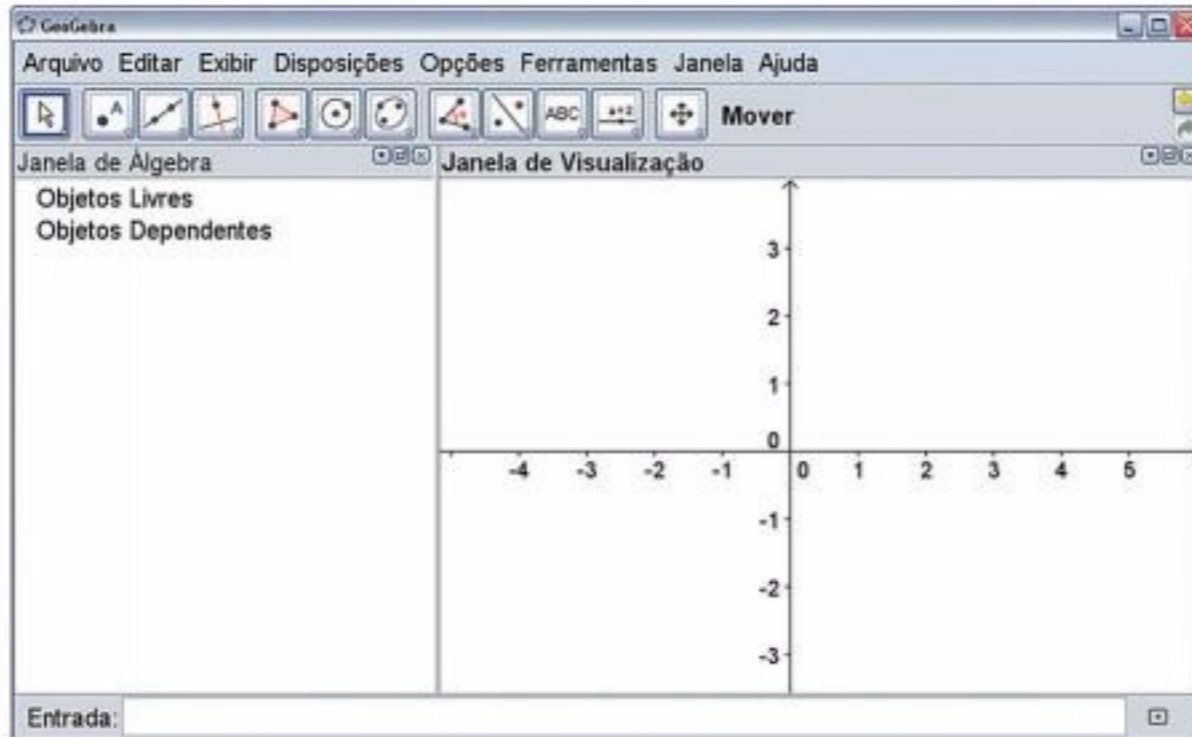 GeoGebra
Arquivo Editar Exibir Disposições Opções Ferramentas Janela Ajuda
A ABC a=2 Mover
Janela de Álgebra
Janela de Visualização
Objetos Livres
Objetos Dependentes
3
2
1
0
-4 -3 -2 -1 0 1 2 3 4 5
-1
-2
-3
Entrada: